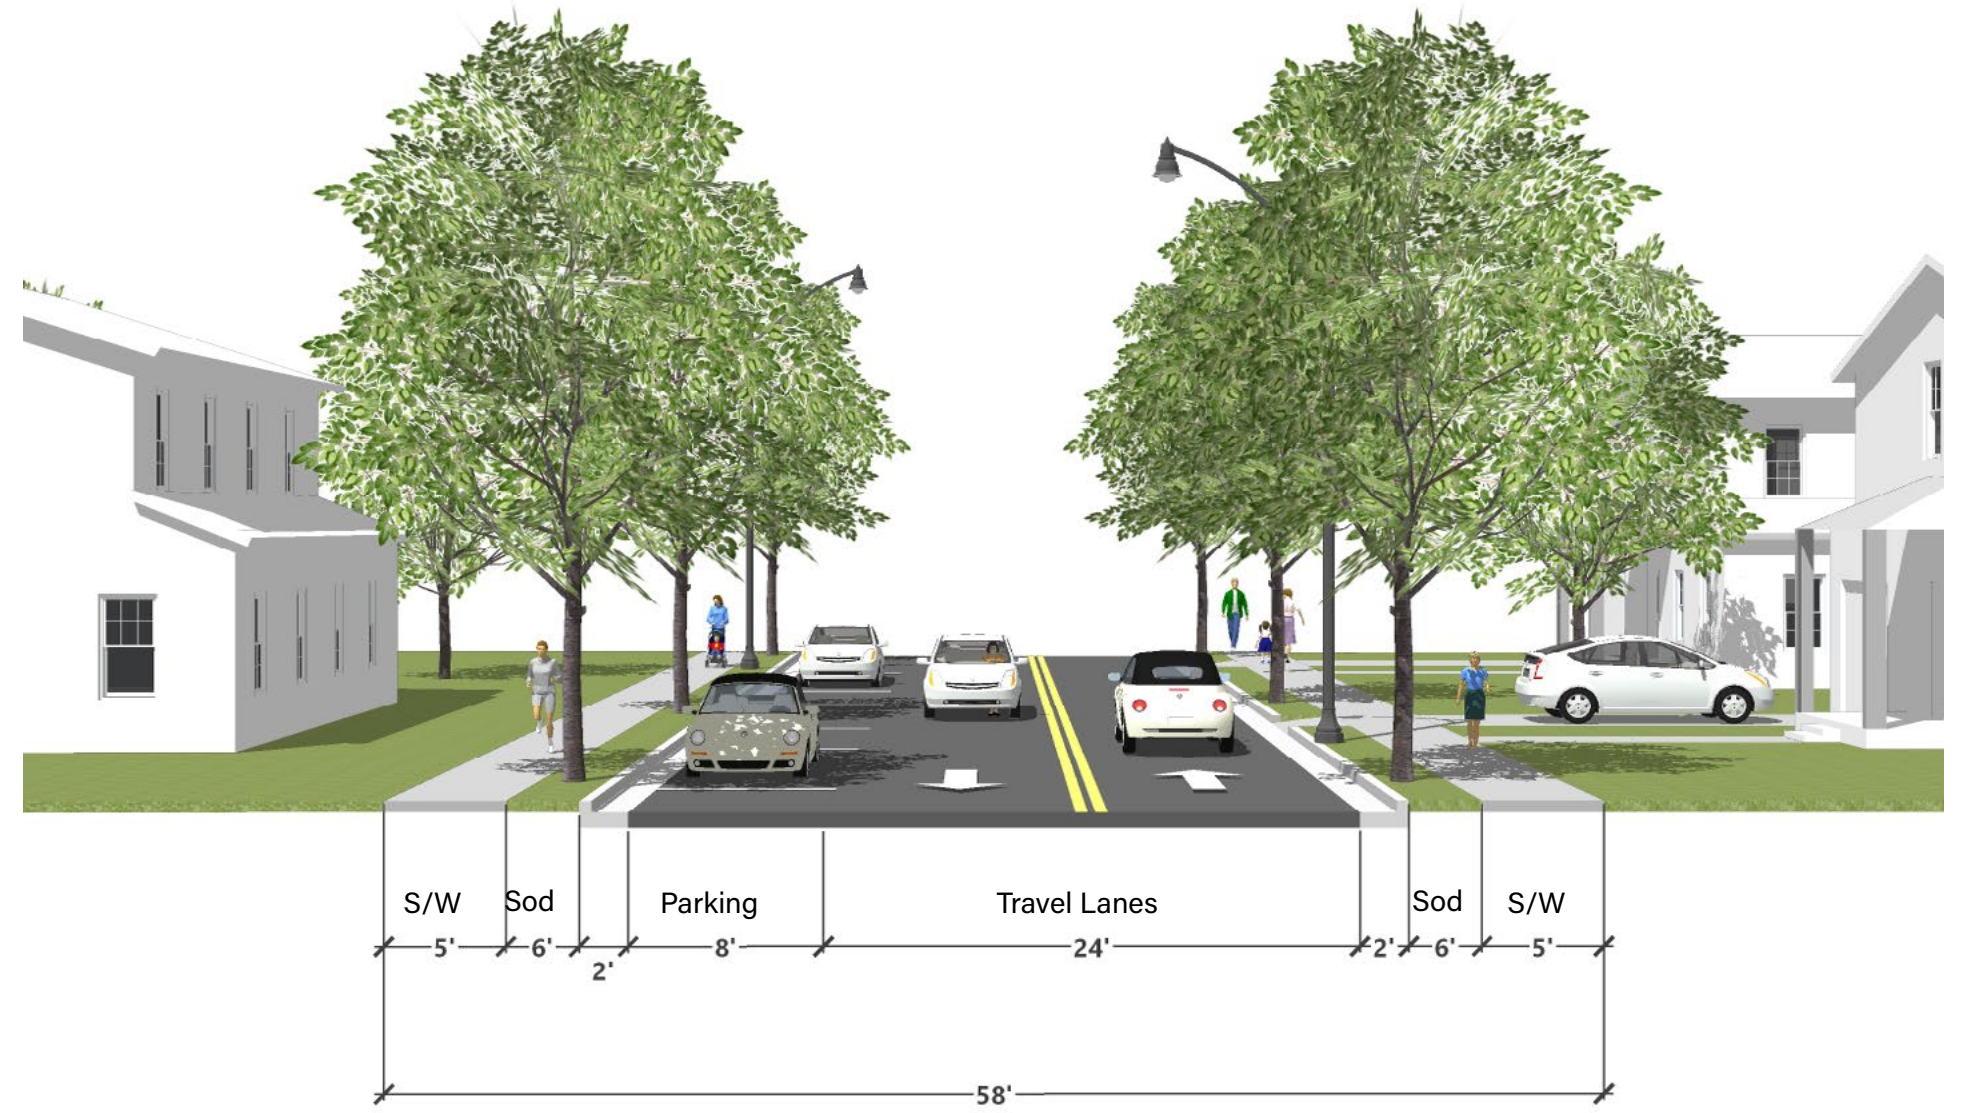 S/W Sod Parking Travel Lanes Sod S/W
5' 6' 8' 24' 2' 6' 5'
2'
58'